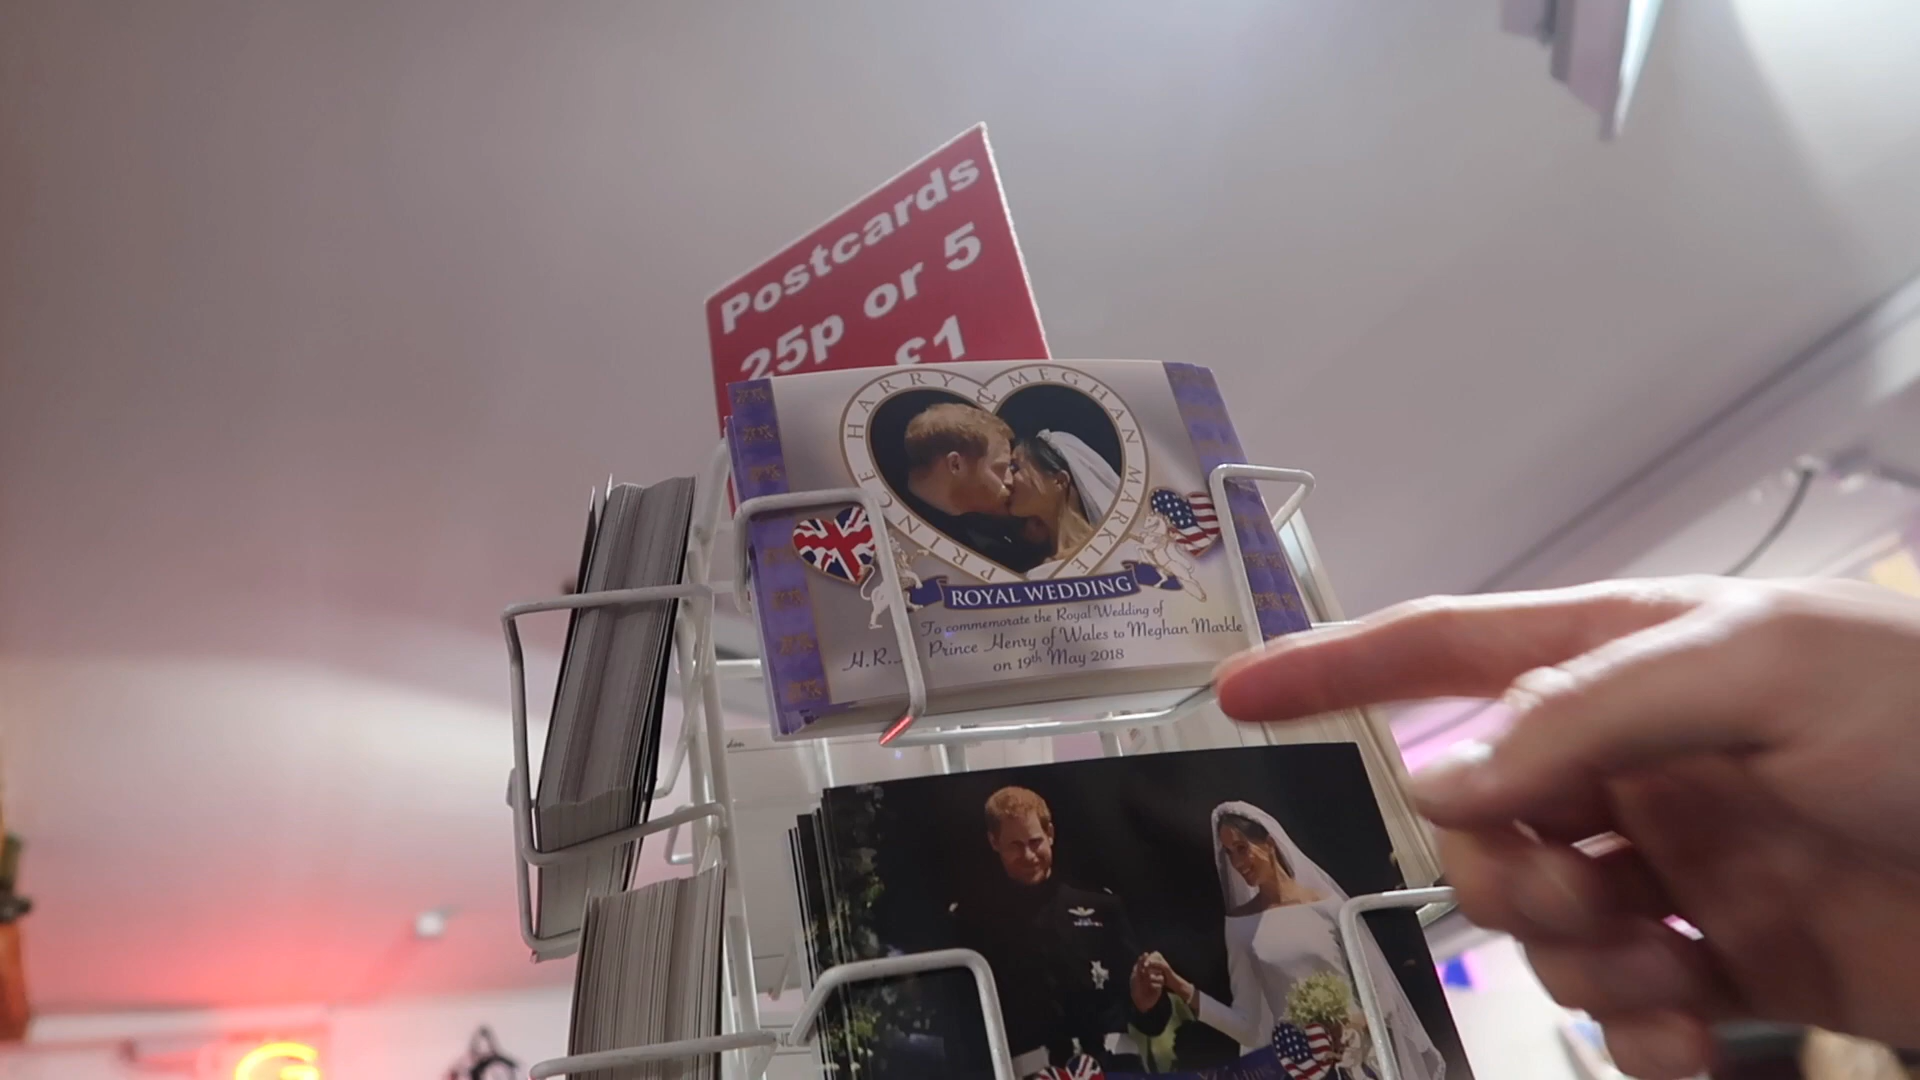 Postcards
25p or 5
£1
PRINCE HARRY & MEGHAN MARKLE
ROYAL WEDDING
To commemorate the Royal Wedding of
H.R... Prince Henry of Wales to Meghan Markle
on 19th May 2018